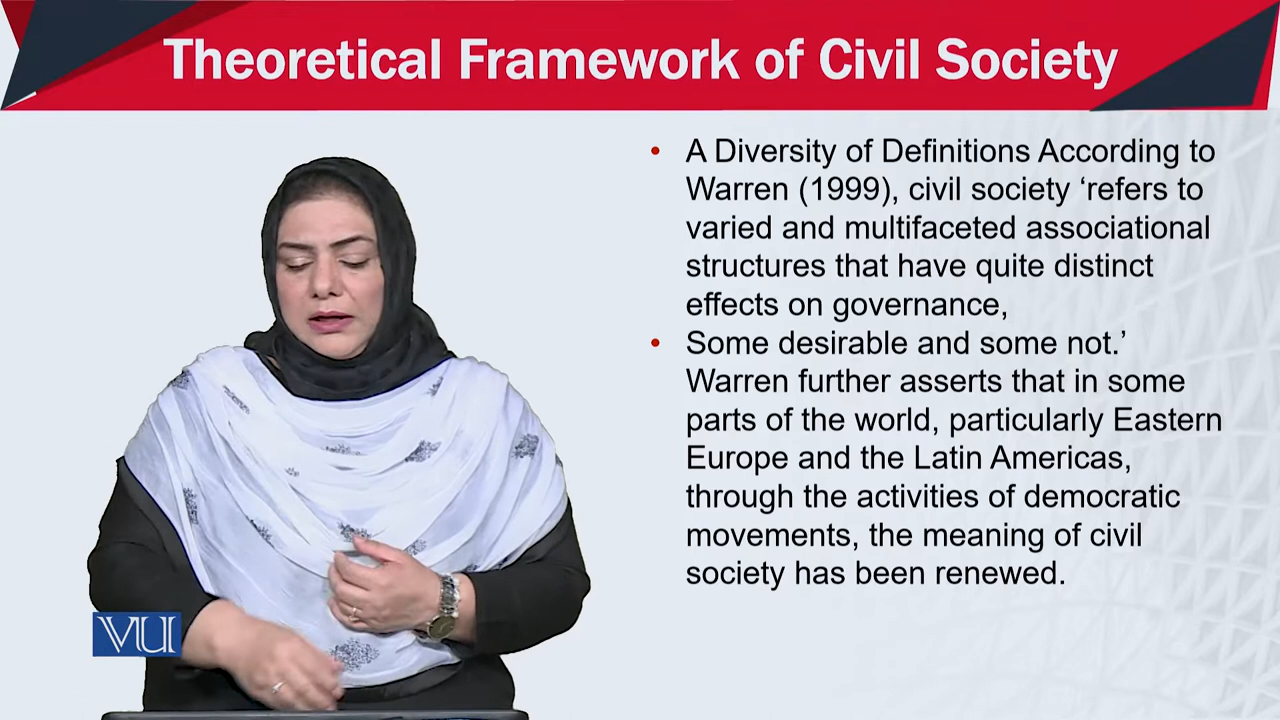 Theoretical Framework of Civil Society
• A Diversity of Definitions According to
Warren (1999), civil society ‘refers to
varied and multifaceted associational
structures that have quite distinct
effects on governance,
• Some desirable and some not.’
Warren further asserts that in some
parts of the world, particularly Eastern
Europe and the Latin Americas,
through the activities of democratic
movements, the meaning of civil
society has been renewed.
VU